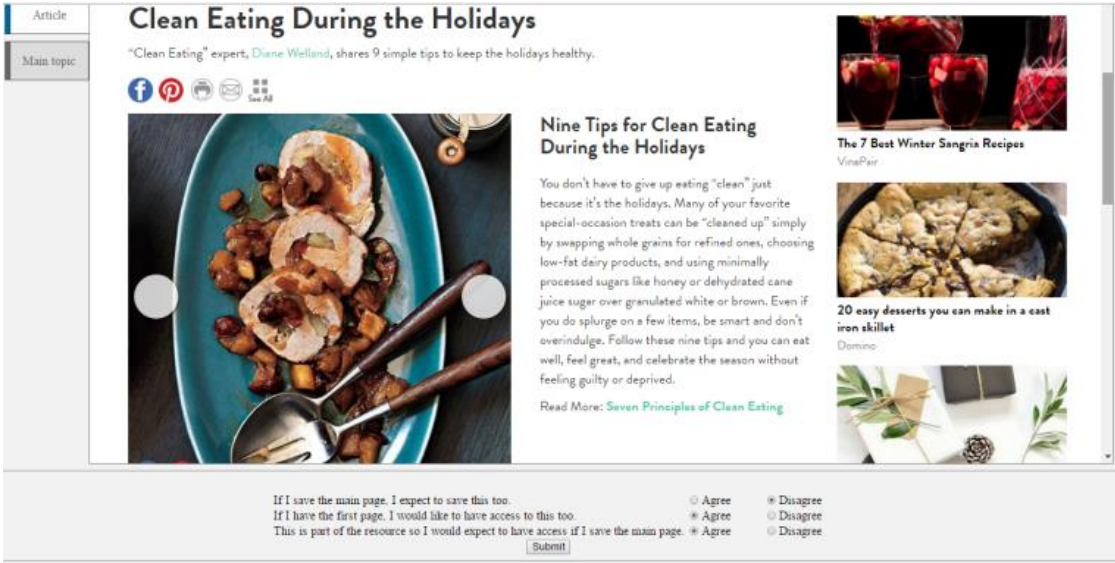 Article
Main topic
Clean Eating During the Holidays
"Clean Eating" expert, Diane Welland, shares 9 simple tips to keep the holidays healthy.
See All
Nine Tips for Clean Eating
During the Holidays
You don't have to give up eating "clean" just
because it's the holidays. Many of your favorite
special-occasion treats can be "cleaned up" simply
by swapping whole grains for refined ones, choosing
low-fat dairy products, and using minimally
processed sugars like honey or dehydrated cane
juice sugar over granulated white or brown. Even if
you do splurge on a few items, be smart and don't
overindulge. Follow these nine tips and you can eat
well, feel great, and celebrate the season without
feeling guilty or deprived.
Read More: Seven Principles of Clean Eating
The 7 Best Winter Sangria Recipes
VinePair
20 easy desserts you can make in a cast
iron skillet
Domino
If I save the main page, I expect to save this too. Agree Disagree
If I have the first page, I would like to have access to this too. Agree Disagree
This is part of the resource so I would expect to have access if I save the main page. Agree Disagree
Submit